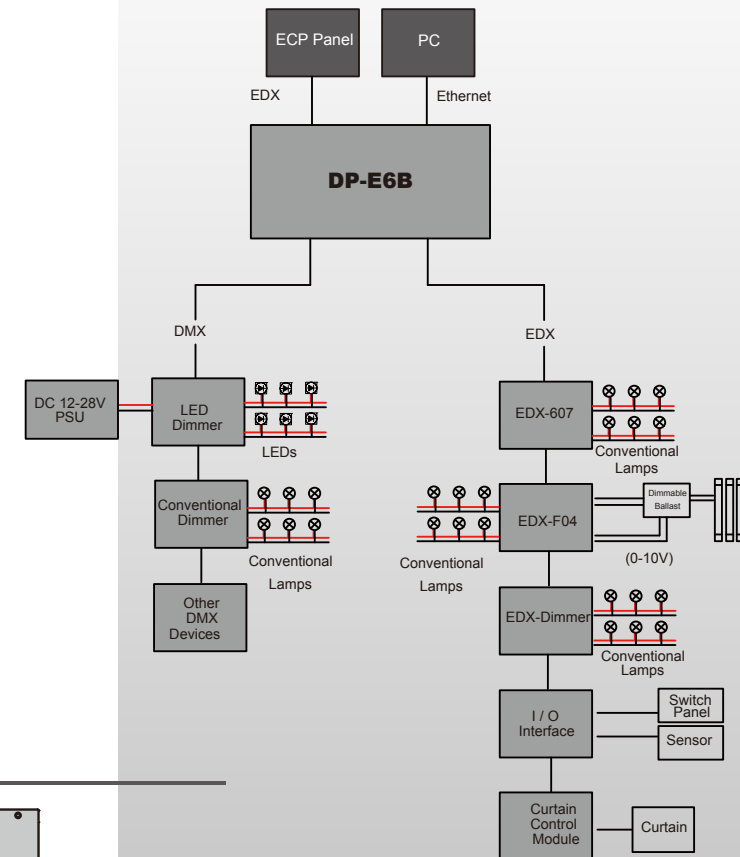 ECP Panel
PC
EDX
Ethernet
DP-E6B
DMX
EDX
DC 12-28V
PSU
LED
Dimmer
LEDs
EDX-607
Conventional
Lamps
Conventional
Dimmer
Conventional
Lamps
EDX-F04
Conventional
Lamps
Dimmable
Ballast
(0-10V)
Other
DMX
Devices
EDX-Dimmer
Conventional
Lamps
I / O
Interface
Switch
Panel
Sensor
Curtain
Control
Module
Curtain